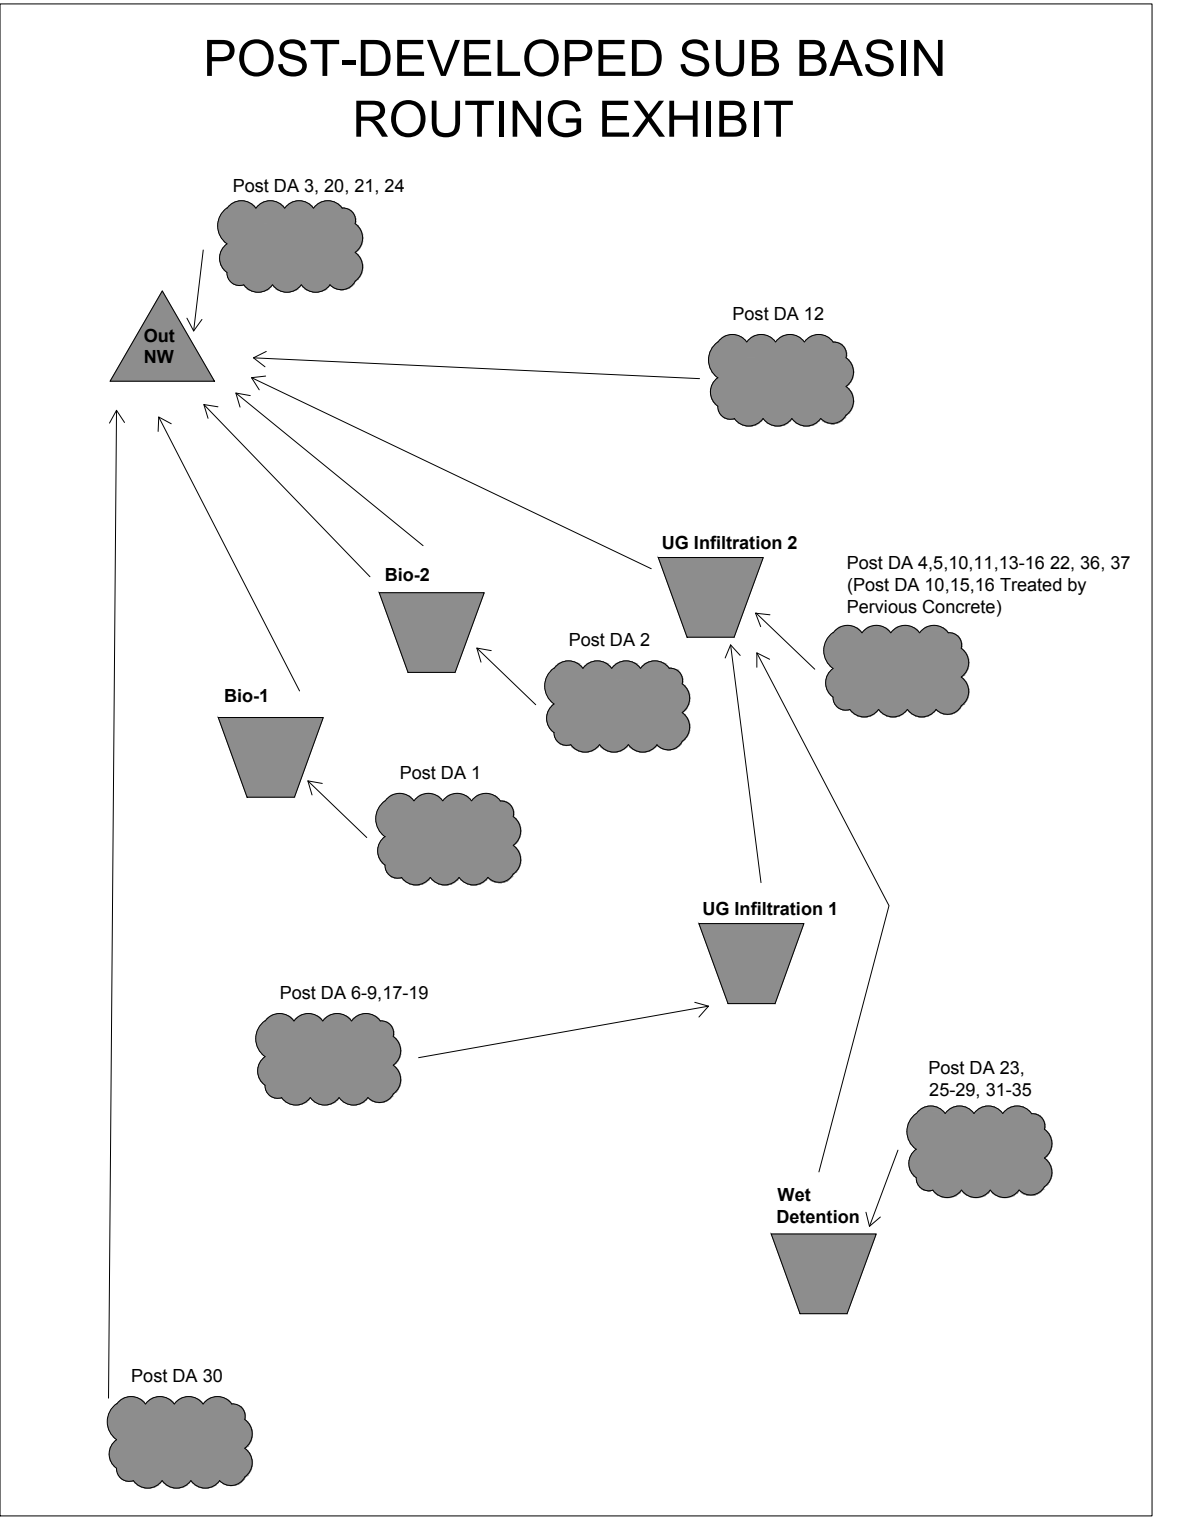 POST-DEVELOPED SUB BASIN
ROUTING EXHIBIT
Post DA 3, 20, 21, 24
Out
NW
Post DA 12
UG Infiltration 2
Post DA 4,5,10,11,13-16 22, 36, 37
(Post DA 10,15,16 Treated by
Pervious Concrete)
Bio-2
Post DA 2
Bio-1
Post DA 1
UG Infiltration 1
Post DA 6-9,17-19
Post DA 23,
25-29, 31-35
Wet
Detention
Post DA 30